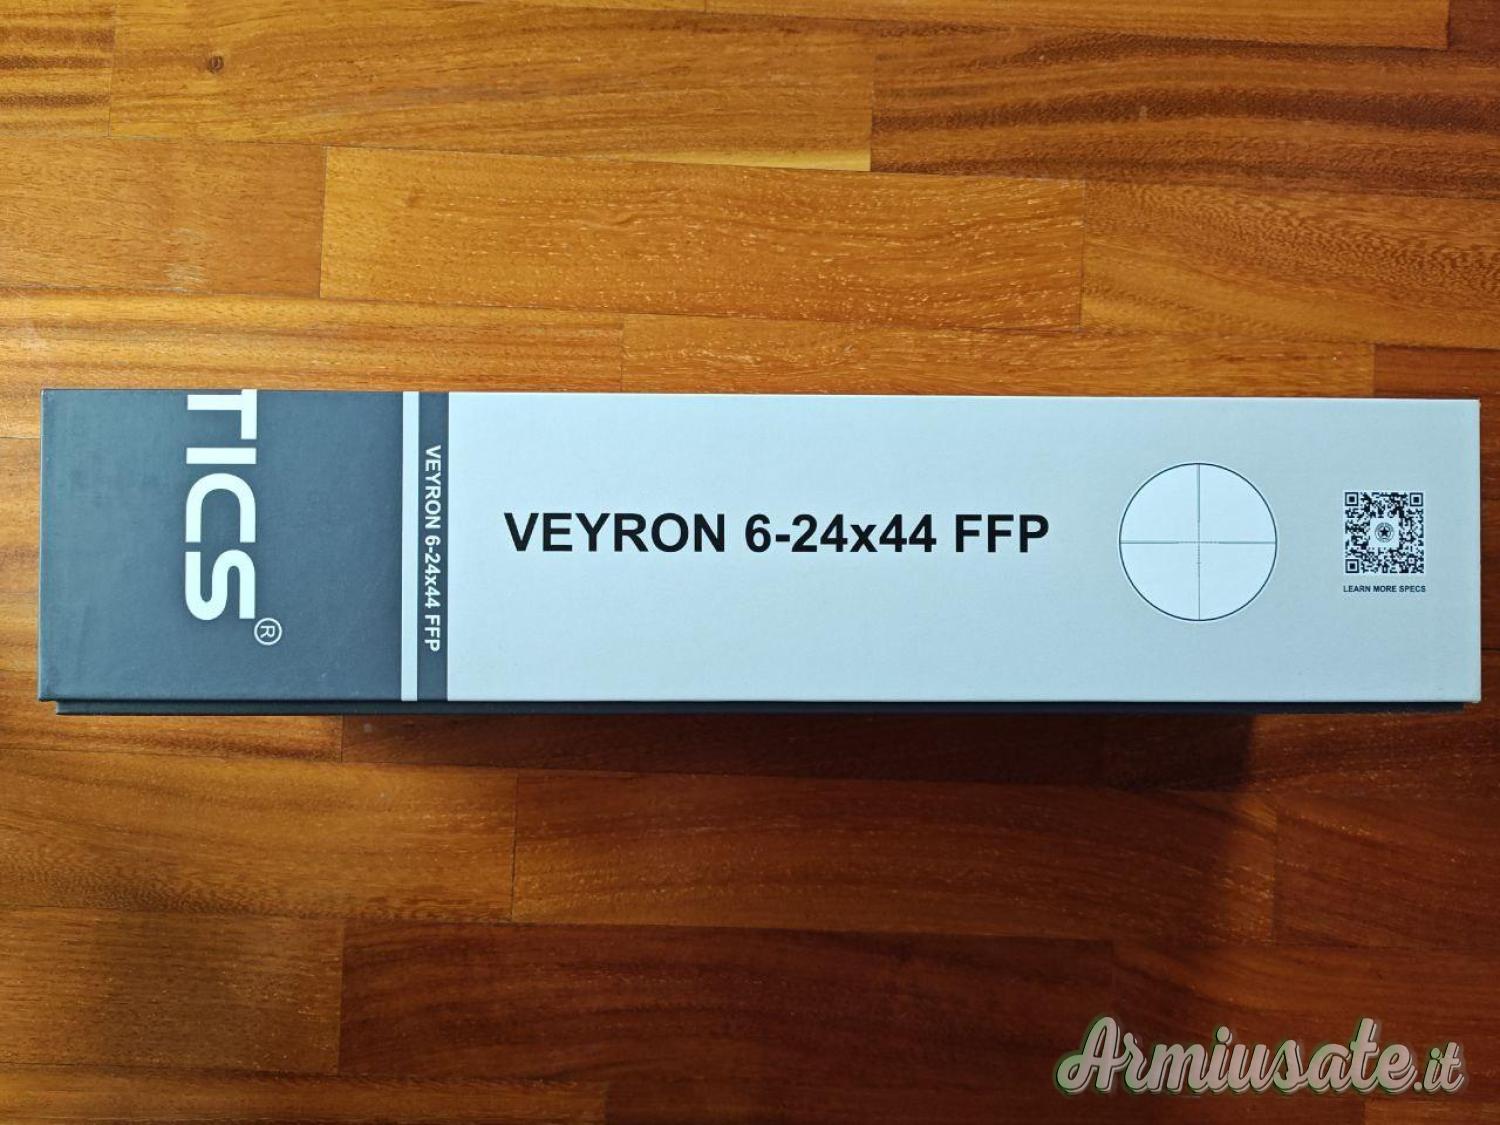 TICS®
VEYRON 6-24x44 FFP
VEYRON 6-24x44 FFP
LEARN MORE SPECS
Armiusate.it